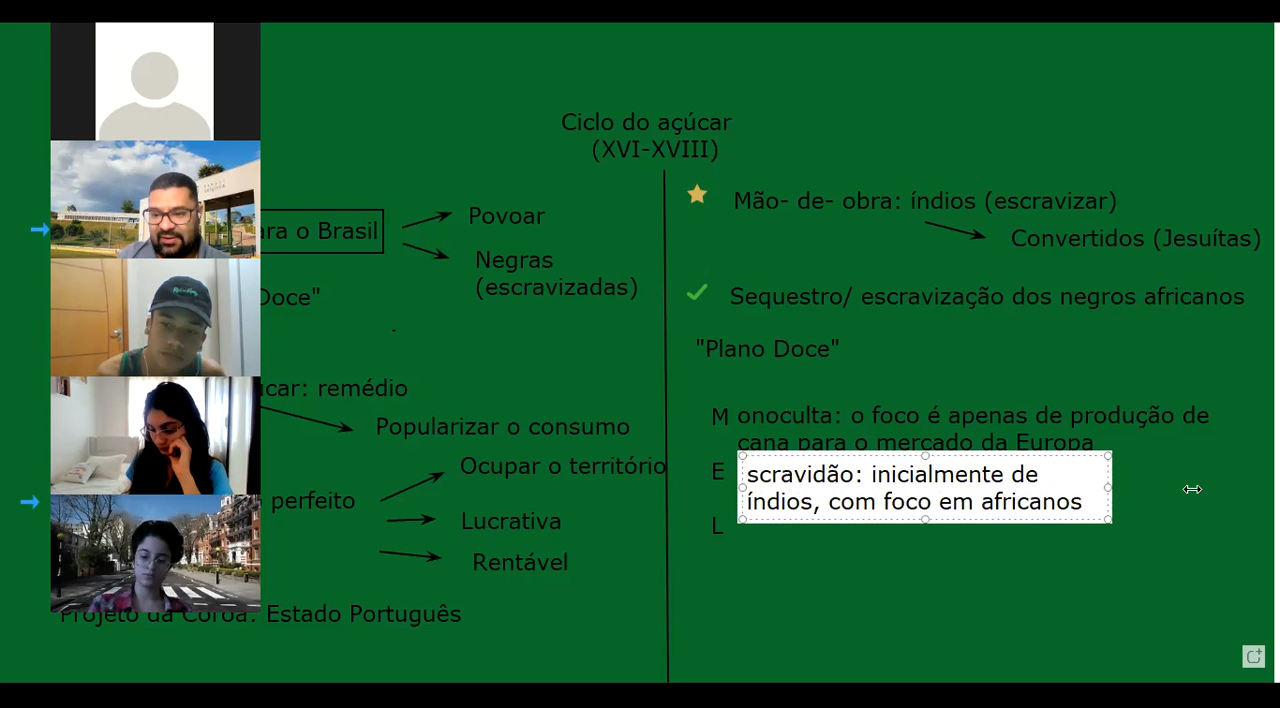 Ciclo do açúcar
(XVI-XVIII)
ara o Brasil
Povoar
Negras
(escravizadas)
Doce"
car: remédio
Popularizar o consumo
perfeito
Ocupar o território
Lucrativa
Rentável
Projeto da Coroa: Estado Português
Mão- de- obra: índios (escravizar)
Convertidos (Jesuítas)
Sequestro/ escravização dos negros africanos
"Plano Doce"
M onoculta: o foco é apenas de produção de
cana para o mercado da Europa
E scravidão: inicialmente de
índios, com foco em africanos
L